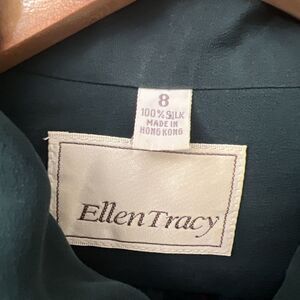 8
100% SILK
MADE IN
HONG KONG
Ellen Tracy